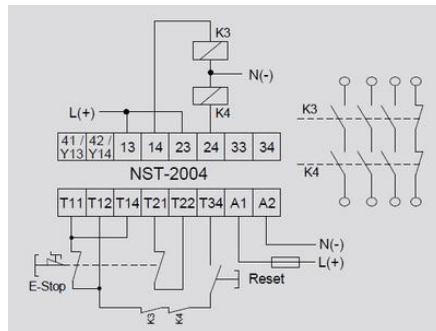 K3
N(-)
L(+)
K4
41 / Y13
42 / Y14
13
14
23
24
33
34
NST-2004
T11
T12
T14
T21
T22
T34
A1
A2
N(-)
L(+)
E-Stop
Reset
K3
K4
K3
K4